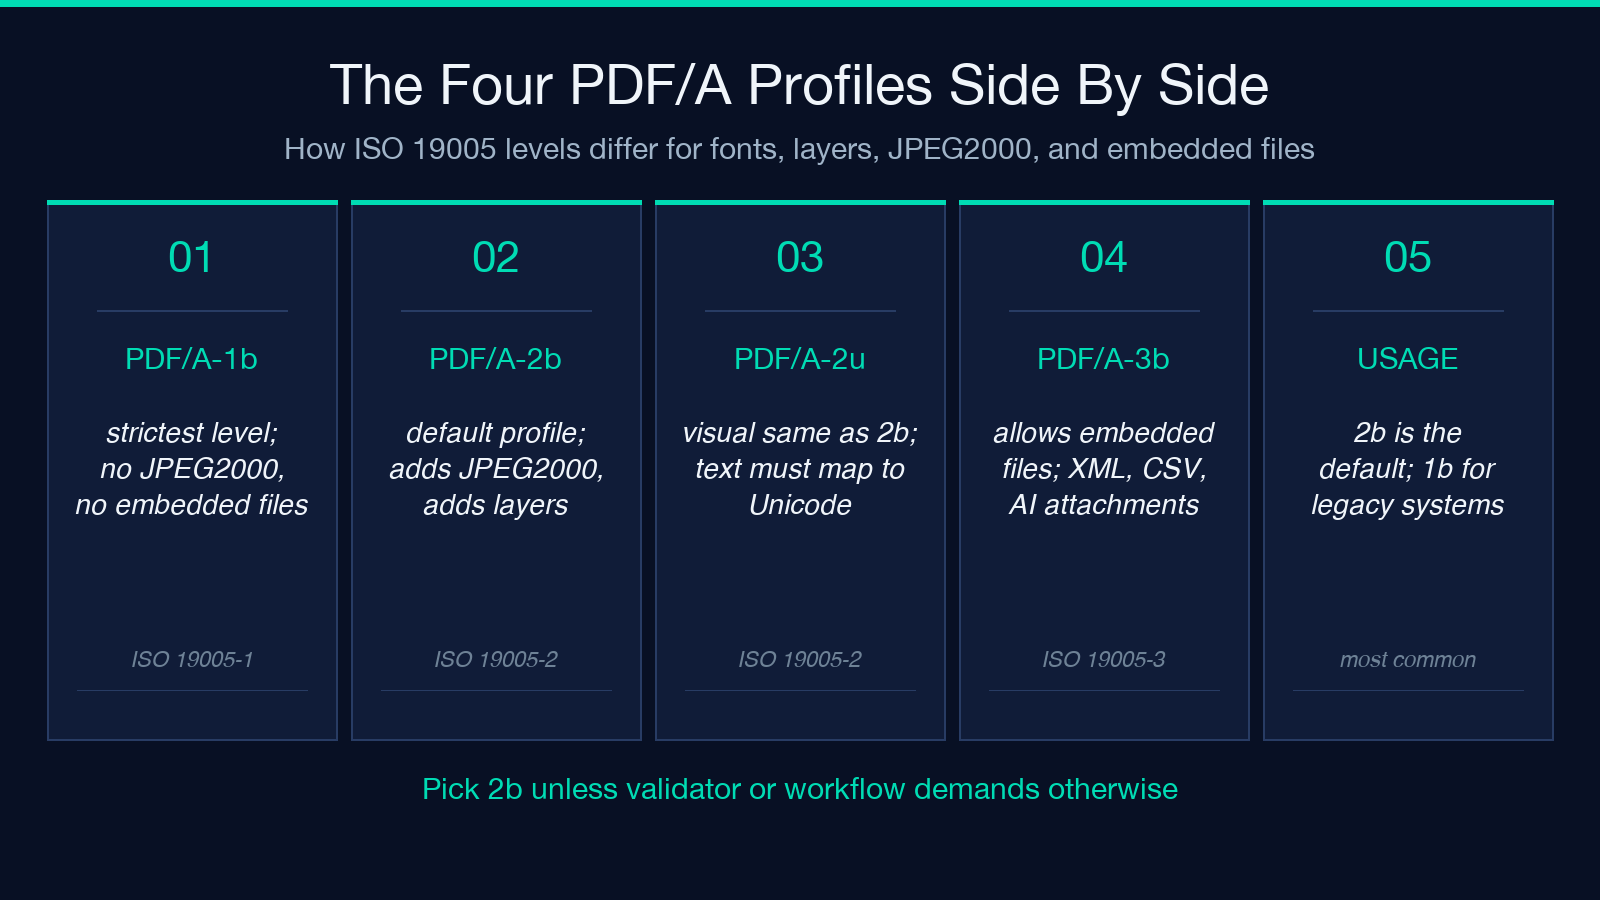 The Four PDF/A Profiles Side By Side
How ISO 19005 levels differ for fonts, layers, JPEG2000, and embedded files
01
PDF/A-1b
strictest level;
no JPEG2000,
no embedded files
ISO 19005-1
02
PDF/A-2b
default profile;
adds JPEG2000,
adds layers
ISO 19005-2
03
PDF/A-2u
visual same as 2b;
text must map to
Unicode
ISO 19005-2
04
PDF/A-3b
allows embedded
files; XML, CSV,
AI attachments
ISO 19005-3
05
USAGE
2b is the
default; 1b for
legacy systems
most common
Pick 2b unless validator or workflow demands otherwise